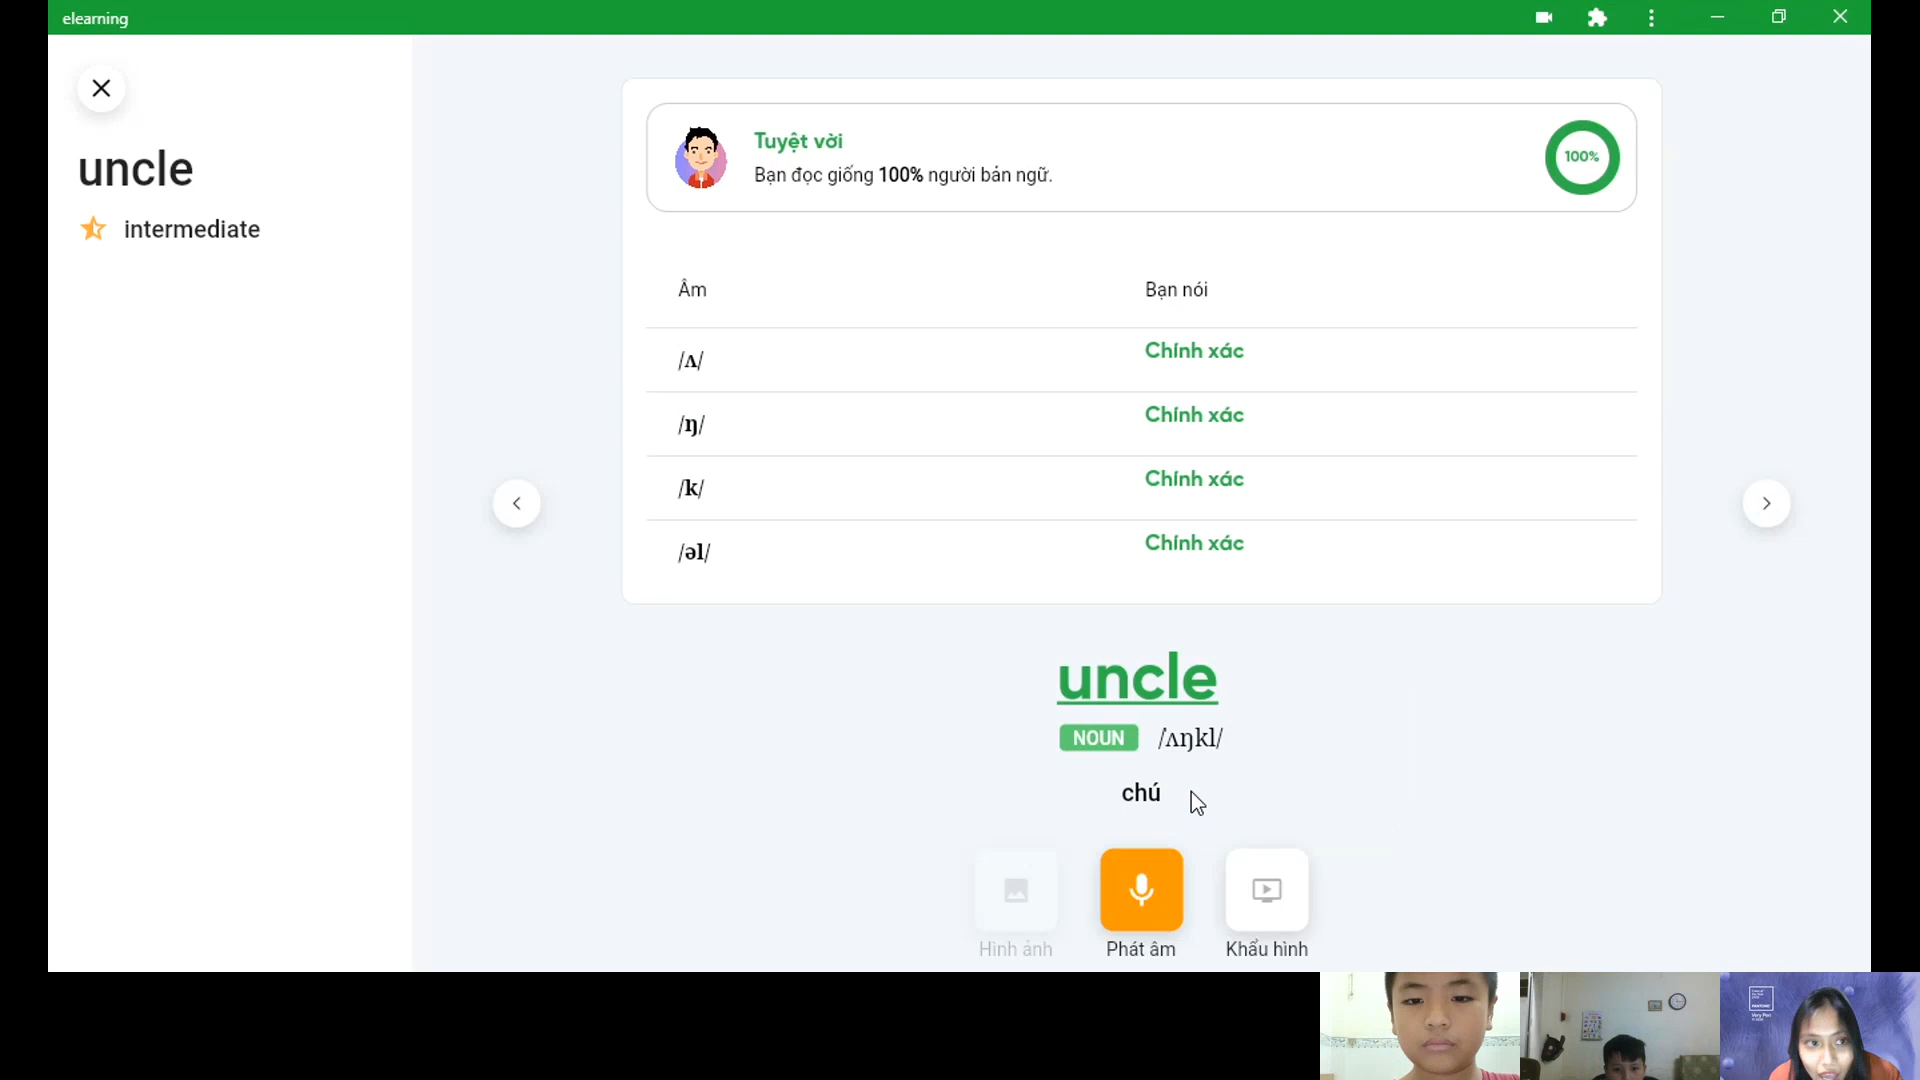 elearning
uncle
intermediate
Tuyệt vời
Bạn đọc giống 100% người bản ngữ.
100%
Âm
Bạn nói
/ʌ/
Chính xác
/ŋ/
Chính xác
/k/
Chính xác
/əl/
Chính xác
uncle
NOUN /ˈʌŋkl/
chú
Hình ảnh
Phát âm
Khẩu hình